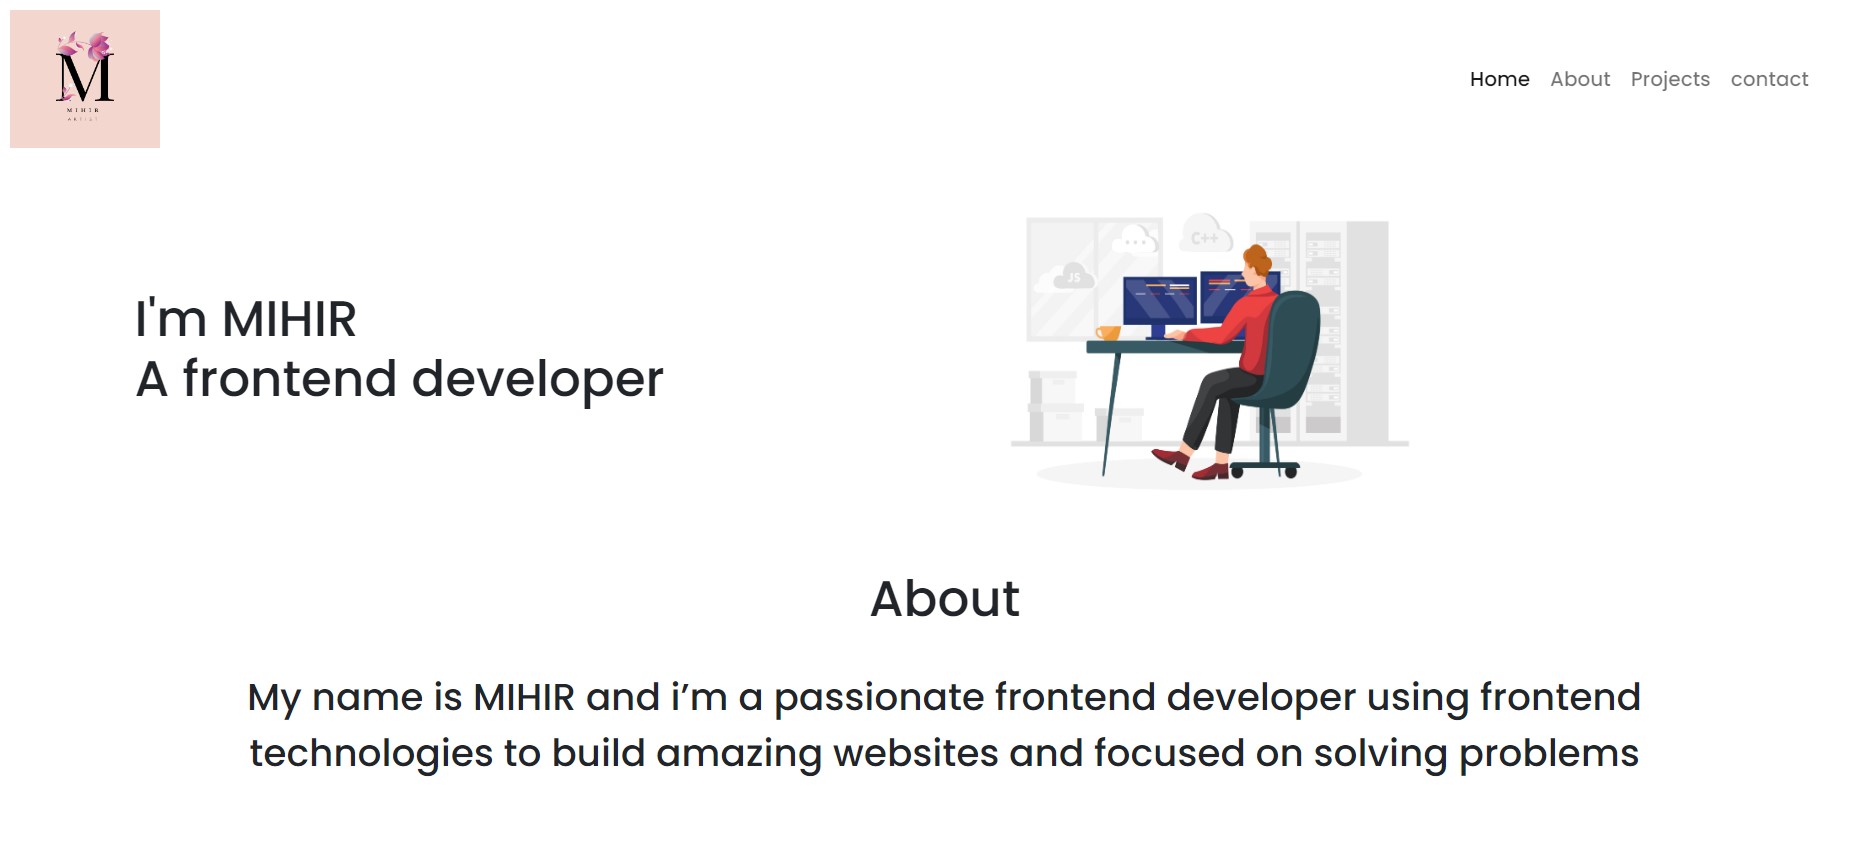 M
MIHIR
ARTIST
Home About Projects contact
JS
C++
I'm MIHIR
A frontend developer
About
My name is MIHIR and i’m a passionate frontend developer using frontend
technologies to build amazing websites and focused on solving problems